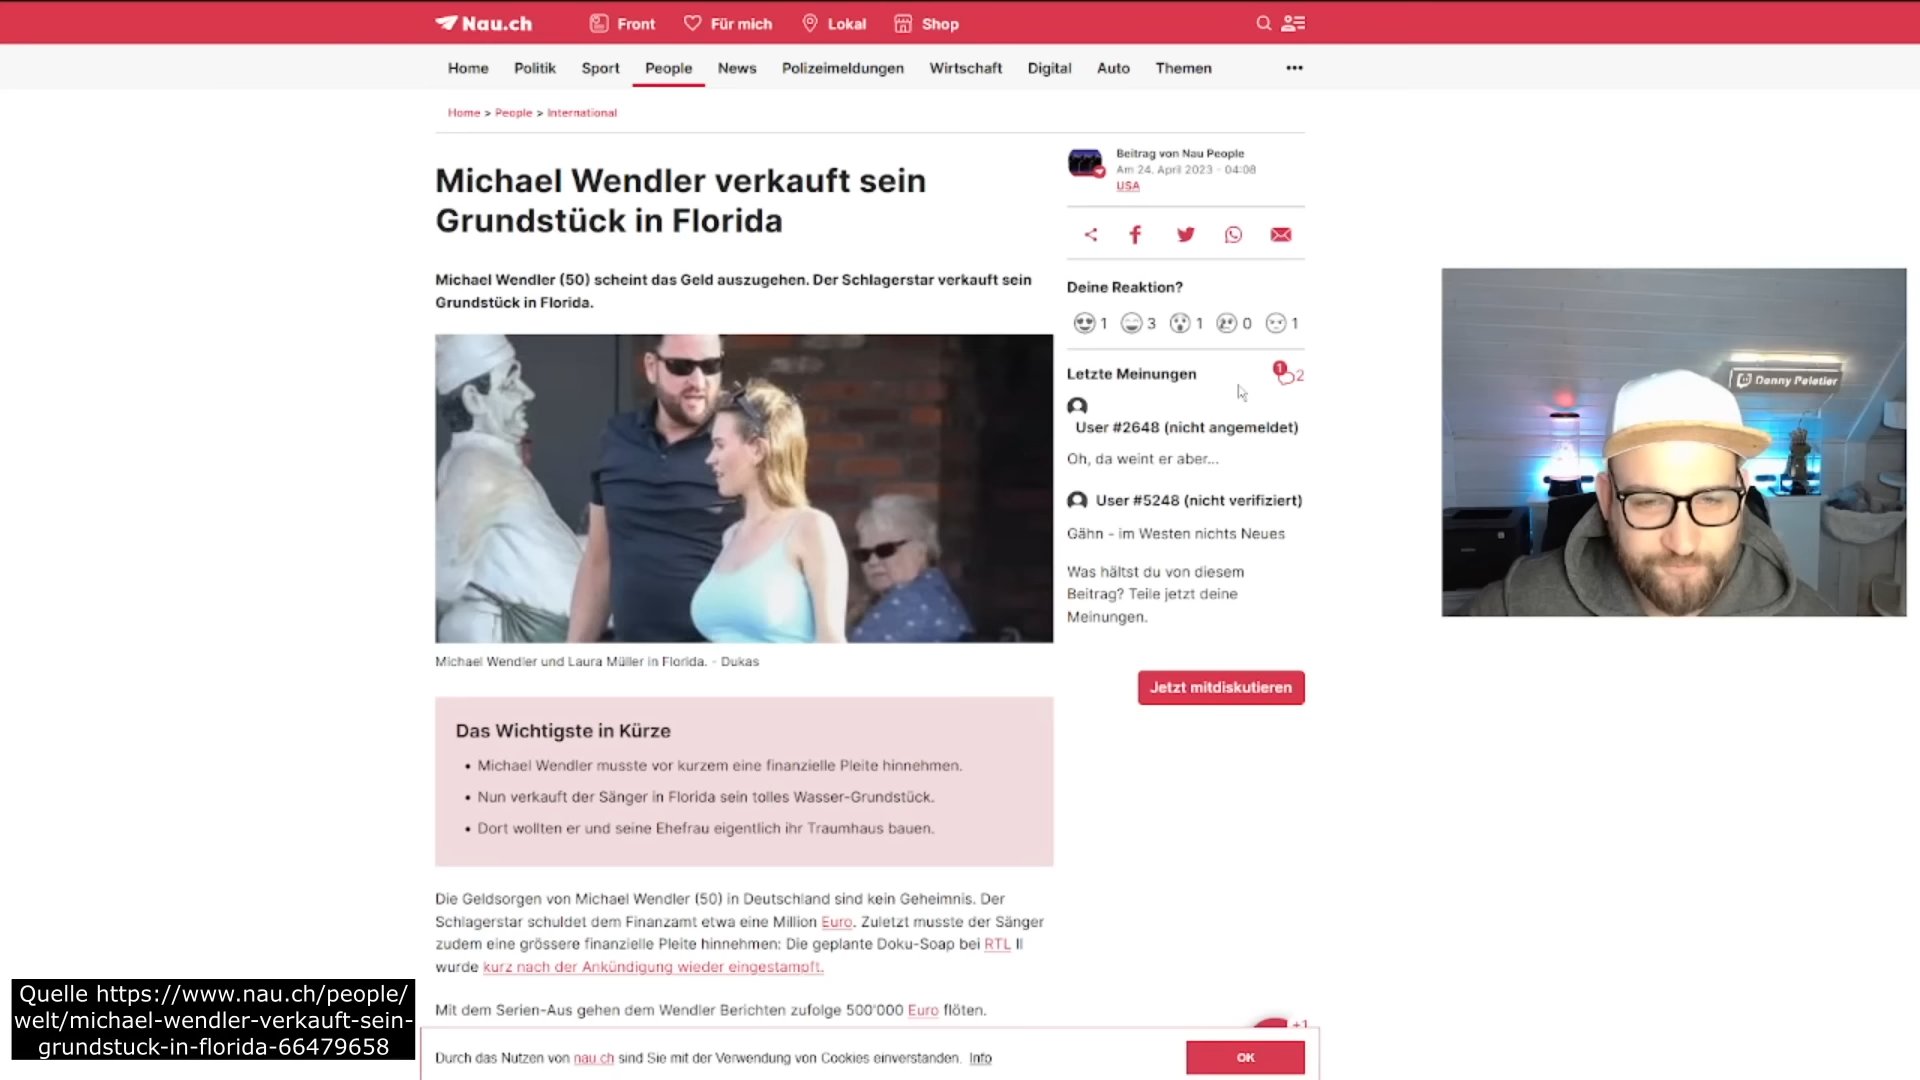 Nau.ch
Front
Für mich
Lokal
Shop
Home
Politik
Sport
People
News
Polizeimeldungen
Wirtschaft
Digital
Auto
Themen
Home > People > International
Michael Wendler verkauft sein
Grundstück in Florida
Michael Wendler (50) scheint das Geld auszugehen. Der Schlagerstar verkauft sein
Grundstück in Florida.
Michael Wendler und Laura Müller in Florida. - Dukas
Das Wichtigste in Kürze
• Michael Wendler musste vor kurzem eine finanzielle Pleite hinnehmen.
• Nun verkauft der Sänger in Florida sein tolles Wasser-Grundstück.
• Dort wollten er und seine Ehefrau eigentlich ihr Traumhaus bauen.
Die Geldsorgen von Michael Wendler (50) in Deutschland sind kein Geheimnis. Der
Schlagerstar schuldet dem Finanzamt etwa eine Million Euro. Zuletzt musste der Sänger
zudem eine grössere finanzielle Pleite hinnehmen: Die geplante Doku-Soap bei RTL II
wurde kurz nach der Ankündigung wieder eingestampft.
Mit dem Serien-Aus gehen dem Wendler Berichten zufolge 500'000 Euro flöten.
Beitrag von Nau People
Am 24. April 2023 - 04:08
USA
Deine Reaktion?
1 3 1 0 1
Letzte Meinungen
1
2
User #2648 (nicht angemeldet)
Oh, da weint er aber...
User #5248 (nicht verifiziert)
Gähn - im Westen nichts Neues
Was hältst du von diesem
Beitrag? Teile jetzt deine
Meinungen.
Jetzt mitdiskutieren
+1
Danny Peletier
Durch das Nutzen von nau.ch sind Sie mit der Verwendung von Cookies einverstanden. Info
OK
Quelle https://www.nau.ch/people/
welt/michael-wendler-verkauft-sein-
grundstuck-in-florida-66479658